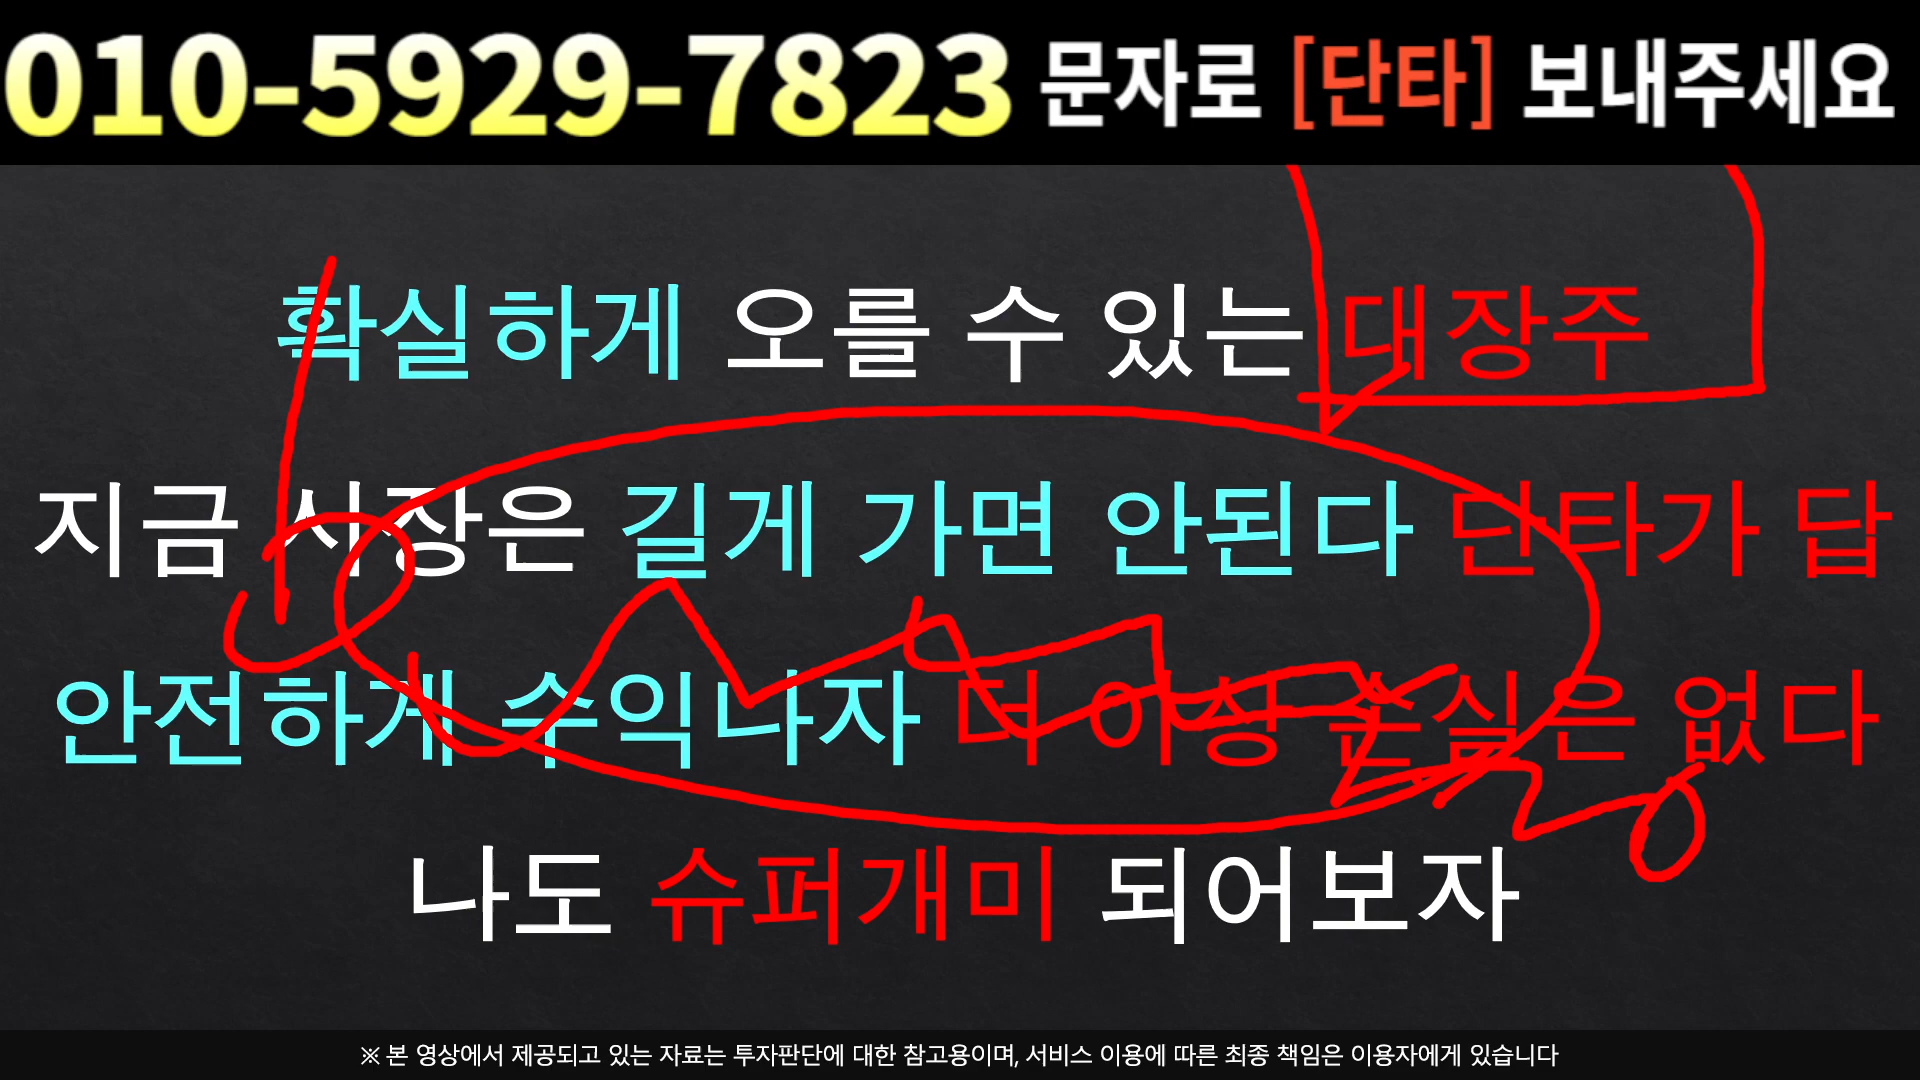 010-5929-7823 문자로 [단타] 보내주세요
확실하게 오를 수 있는 대장주
지금 시장은 길게 가면 안된다 단타가 답
안전하게 수익나자 더 이상 손실은 없다
나도 슈퍼개미 되어보자
※ 본 영상에서 제공되고 있는 자료는 투자판단에 대한 참고용이며, 서비스 이용에 따른 최종 책임은 이용자에게 있습니다